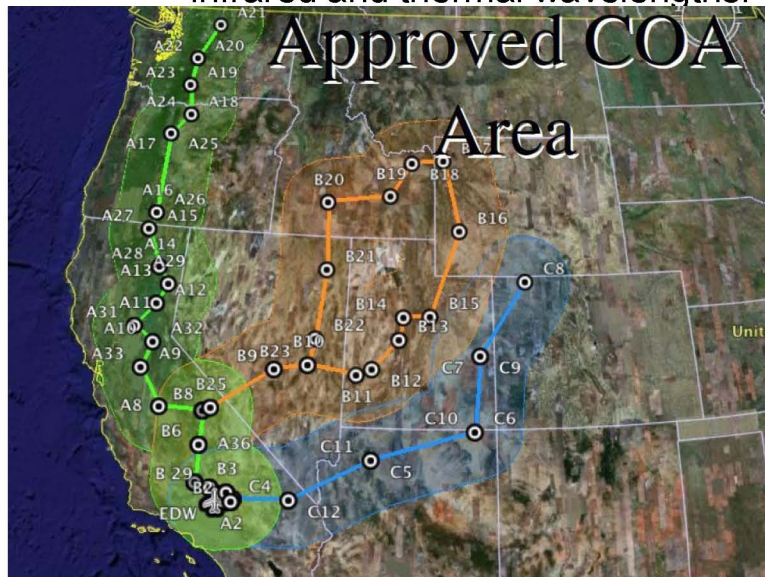 Approved COA
Area
A21
A22
A20
A23
A19
A24
A18
A17
A25
A16
A26
A15
A27
A14
A28
A29
A13
A12
A11
A31
A10
A32
A9
A33
A8
B8
B25
B6
A36
B 29
B3
EDW
A2
B9
B23
B10
B22
B11
B12
B13
B14
B15
B16
B18
B19
B20
B21
C4
C12
C11
C5
C10
C6
C7
C9
C8
Unit